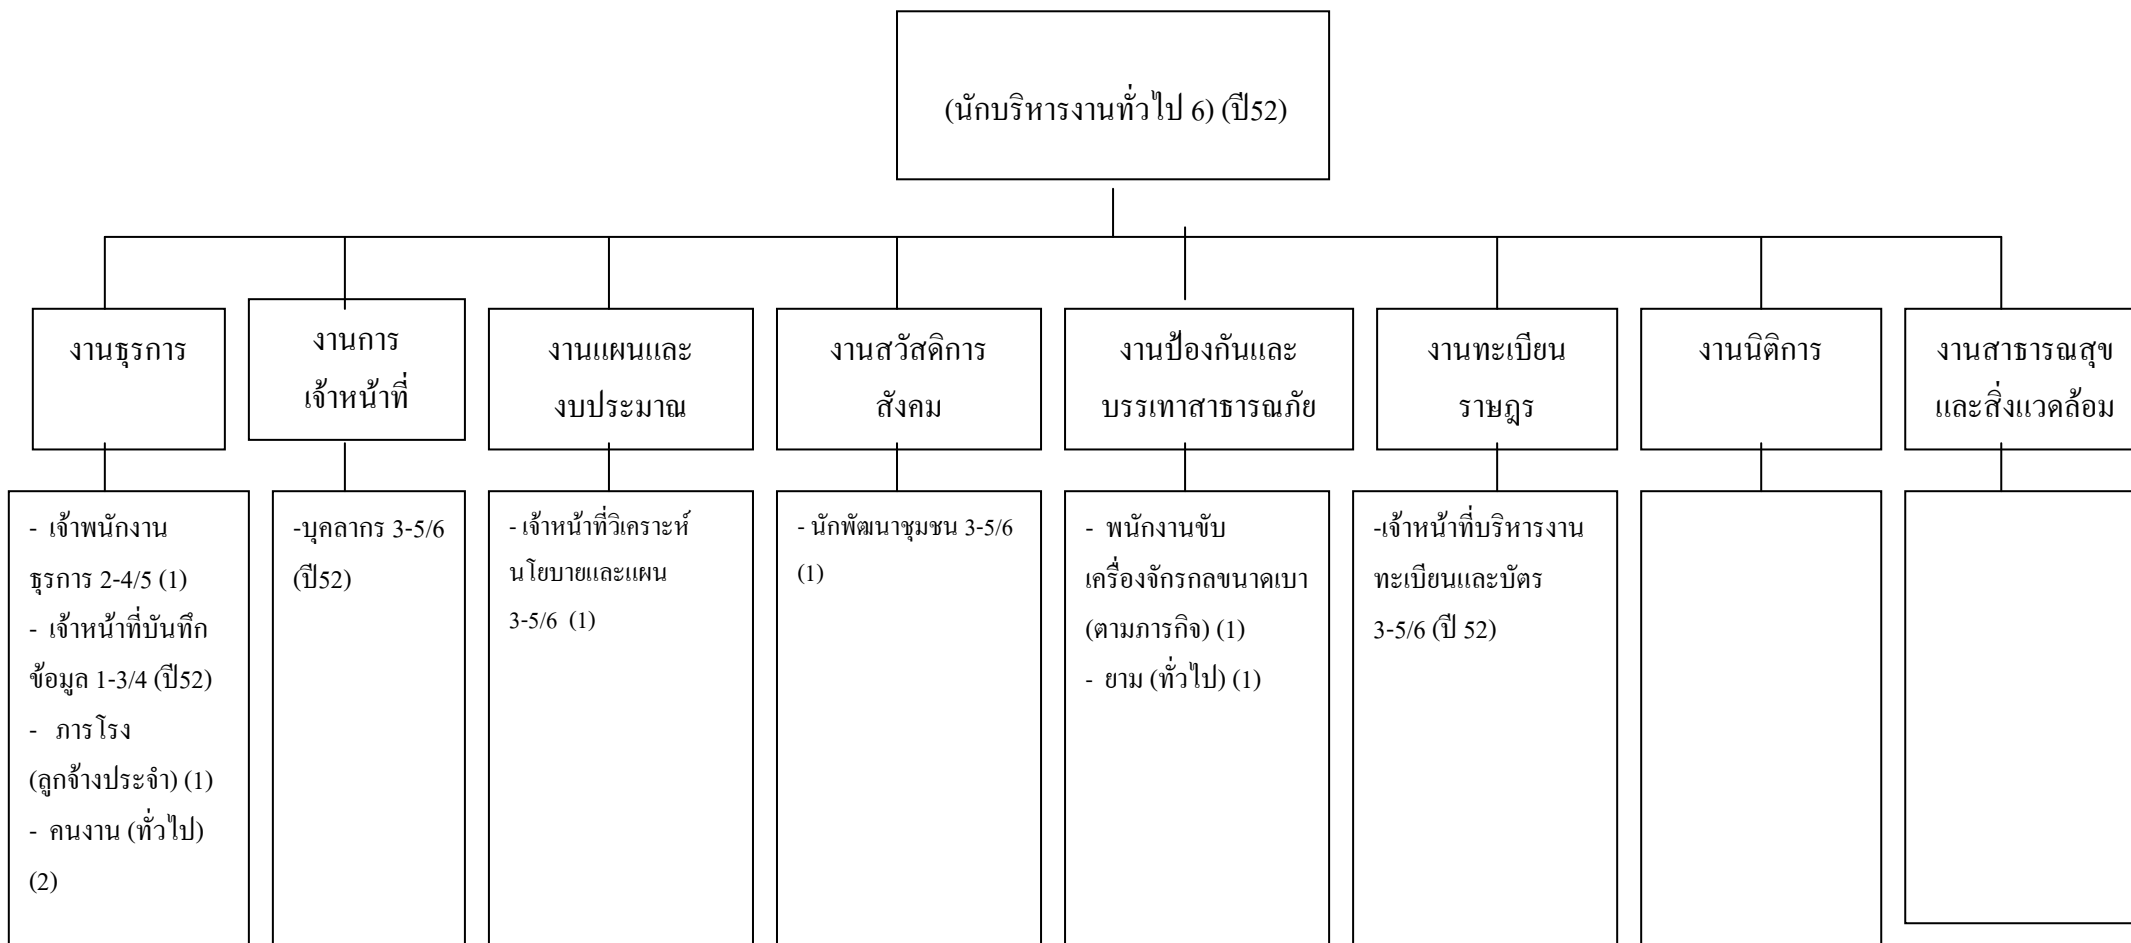 (นักบริหารงานทั่วไป 6) (ปี52)
งานธุรการ
งานการ
เจ้าหน้าที่
งานแผนและ
งบประมาณ
งานสวัสดิการ
สังคม
งานป้องกันและ
บรรเทาสาธารณภัย
งานทะเบียน
ราษฎร
งานนิติการ
งานสาธารณสุข
และสิ่งแวดล้อม
- เจ้าพนักงาน
ธุรการ 2-4/5 (1)
- เจ้าหน้าที่บันทึก
ข้อมูล 1-3/4 (ปี52)
- ภารโรง
(ลูกจ้างประจำ) (1)
- คนงาน (ทั่วไป)
(2)
-บุคลากร 3-5/6
(ปี52)
- เจ้าหน้าที่วิเคราะห์
นโยบายและแผน
3-5/6 (1)
- นักพัฒนาชุมชน 3-5/6
(1)
- พนักงานขับ
เครื่องจักรกลขนาดเบา
(ตามภารกิจ) (1)
- ยาม (ทั่วไป) (1)
-เจ้าหน้าที่บริหารงาน
ทะเบียนและบัตร
3-5/6 (ปี 52)